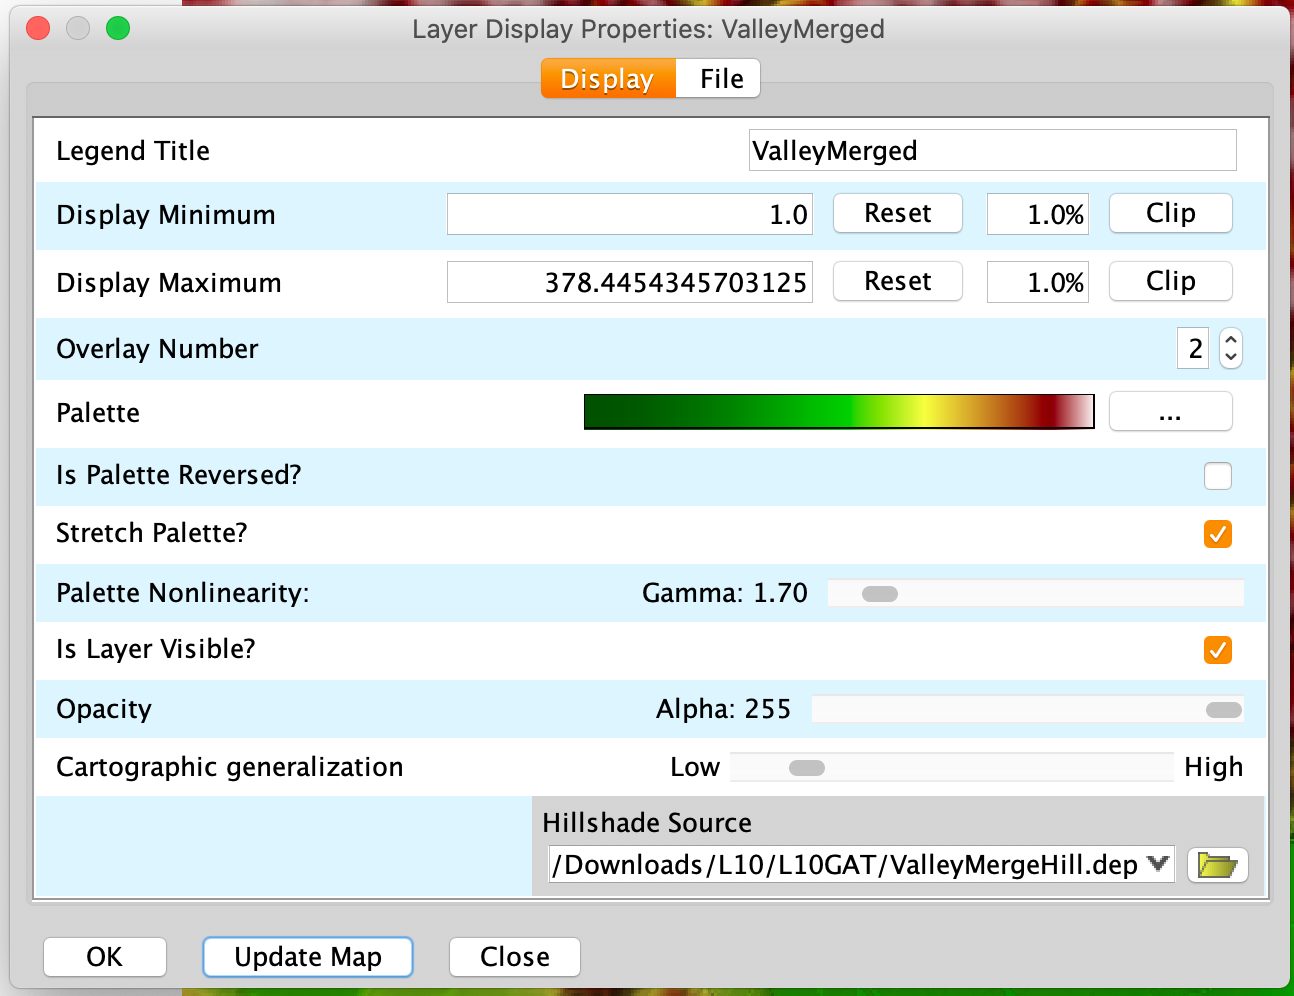 Layer Display Properties: ValleyMerged
Display File
Legend Title ValleyMerged
Display Minimum 1.0 Reset 1.0% Clip
Display Maximum 378.4454345703125 Reset 1.0% Clip
Overlay Number 2
Palette ...
Is Palette Reversed?
Stretch Palette?
Palette Nonlinearity: Gamma: 1.70
Is Layer Visible?
Opacity Alpha: 255
Cartographic generalization Low High
Hillshade Source
/Downloads/L10/L10GAT/ValleyMergeHill.dep
OK Update Map Close